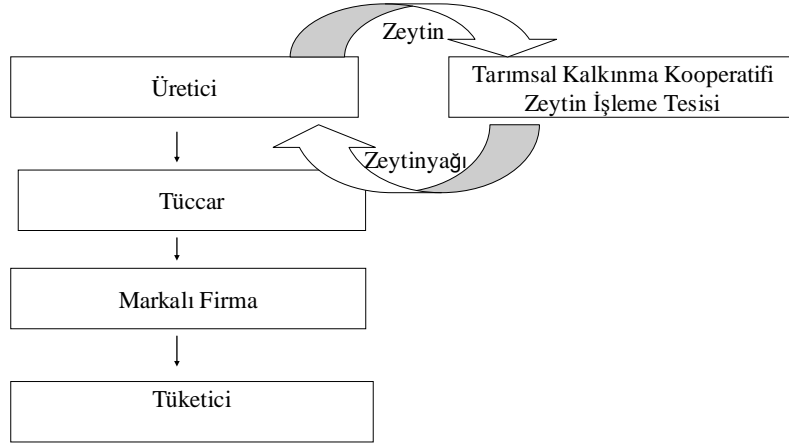 Zeytin
Üretici
Tarımsal Kalkınma Kooperatifi
Zeytin İşleme Tesisi
Zeytinyağı
Tüccar
Markalı Firma
Tüketici